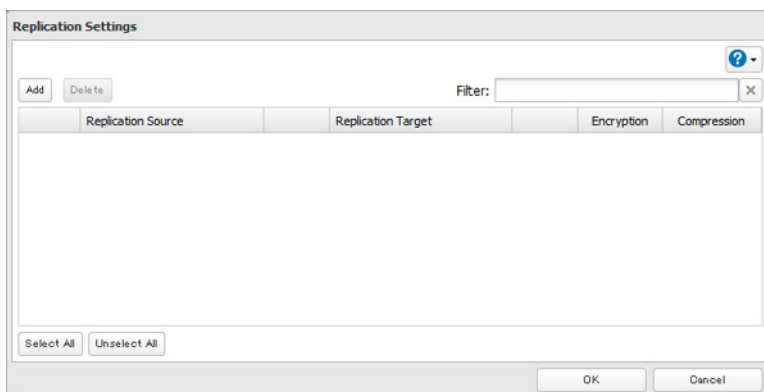 Replication Settings
?
Add Delete Filter:
Replication Source Replication Target Encryption Compression
Select All Unselect All
OK Cancel